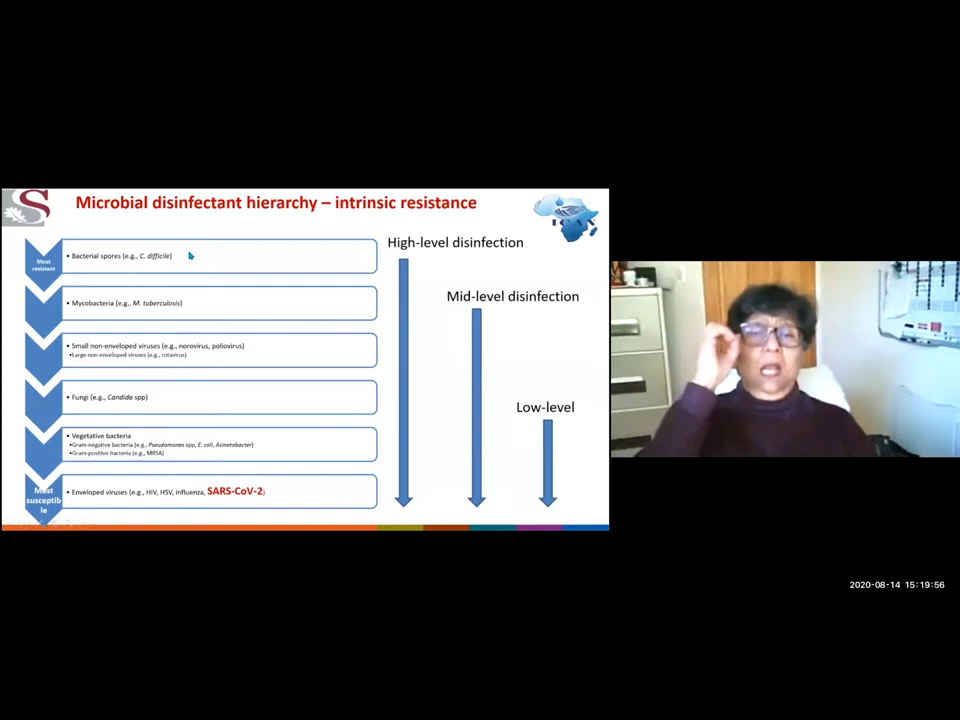 Microbial disinfectant hierarchy – intrinsic resistance
S
ICAN
Most
resistant
• Bacterial spores (e.g., C. difficile)
• Mycobacteria (e.g., M. tuberculosis)
• Small non-enveloped viruses (e.g., norovirus, poliovirus)
•Large non-enveloped viruses (e.g., rotavirus)
• Fungi (e.g., Candida spp)
• Vegetative bacteria
•Gram-negative bacteria (e.g., Pseudomonas spp, E. coli, Acinetobacter)
•Gram-positive bacteria (e.g., MRSA)
Most
susceptib
le
• Enveloped viruses (e.g., HIV, HSV, influenza, SARS-CoV-2)
High-level disinfection
Mid-level disinfection
Low-level
2020-08-14 15:19:56